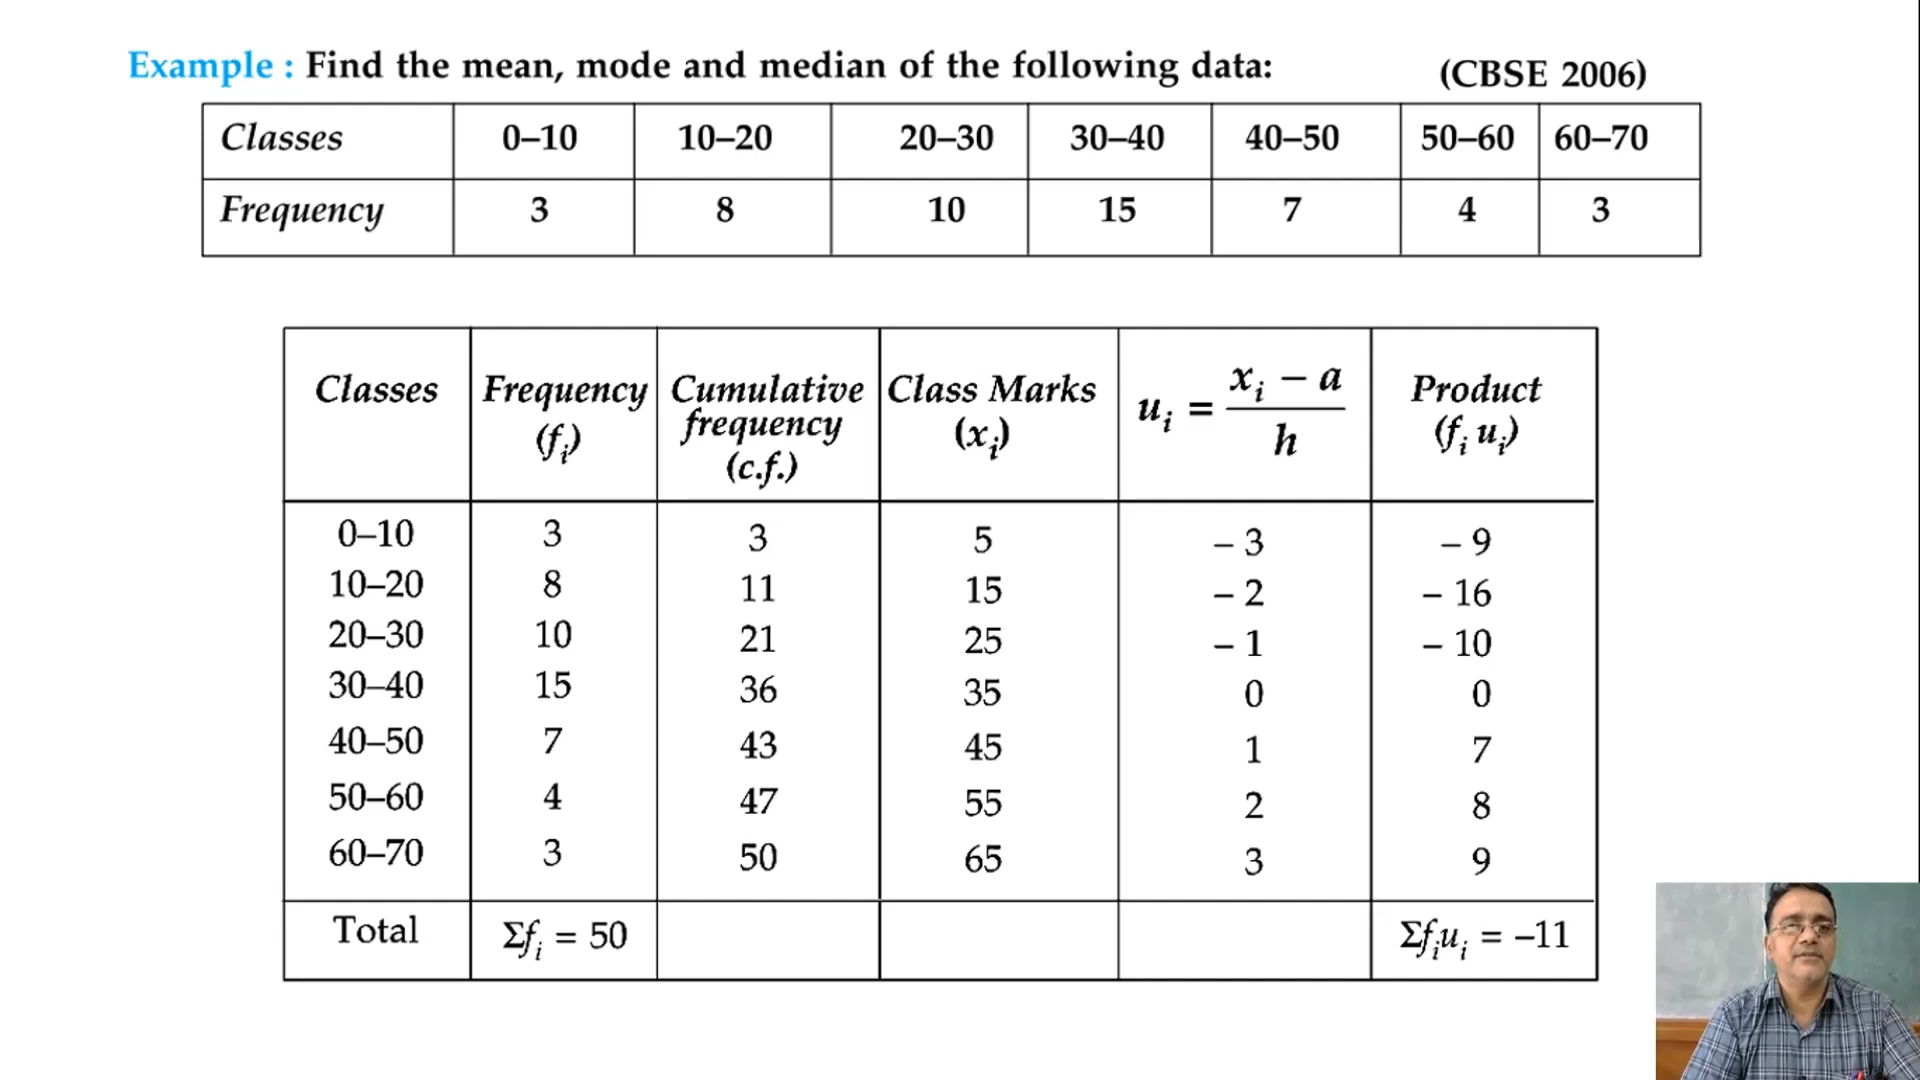 Example : Find the mean, mode and median of the following data: (CBSE 2006)
Classes 0–10 10–20 20–30 30–40 40–50 50–60 60–70
Frequency 3 8 10 15 7 4 3
Classes Frequency (fᵢ) Cumulative frequency (c.f.) Class Marks (xᵢ) uᵢ = (xᵢ – a)/h Product (fᵢ uᵢ)
0–10 3 3 5 – 3 – 9
10–20 8 11 15 – 2 – 16
20–30 10 21 25 – 1 – 10
30–40 15 36 35 0 0
40–50 7 43 45 1 7
50–60 4 47 55 2 8
60–70 3 50 65 3 9
Total Σfᵢ = 50 Σfᵢuᵢ = –11